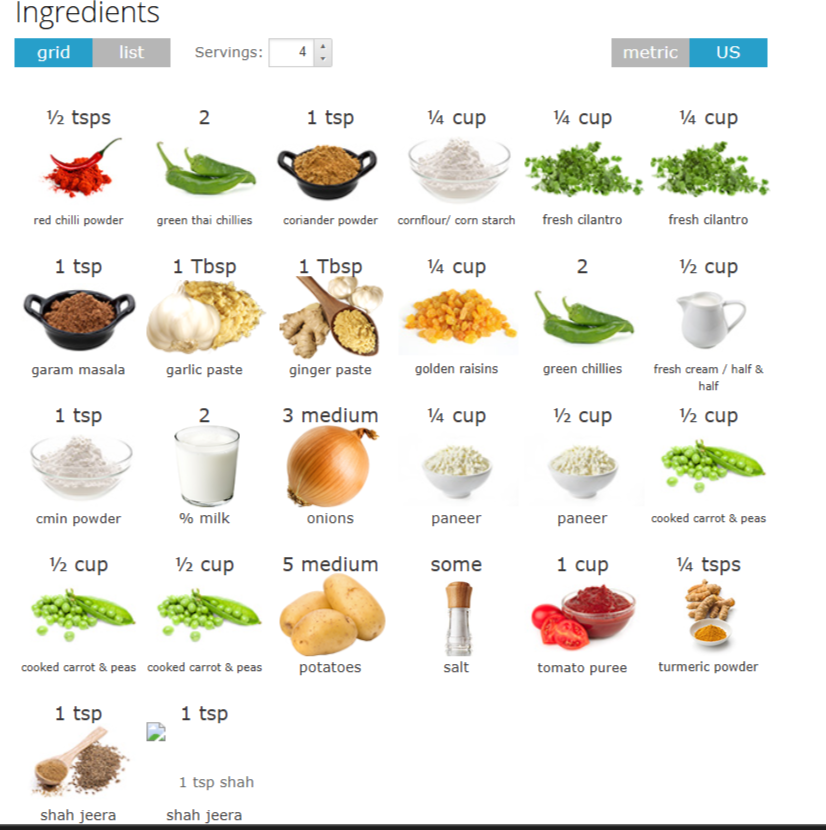 Ingredients
grid list Servings: 4 metric US
½ tsps 2 1 tsp ¼ cup ¼ cup ¼ cup
red chilli powder green thai chillies coriander powder cornflour/ corn starch fresh cilantro fresh cilantro
1 tsp 1 Tbsp 1 Tbsp ¼ cup 2 ½ cup
garam masala garlic paste ginger paste golden raisins green chillies fresh cream / half &
half
1 tsp 2 3 medium ¼ cup ½ cup ½ cup
cmin powder % milk onions paneer paneer cooked carrot & peas
½ cup ½ cup 5 medium some 1 cup ¼ tsps
cooked carrot & peas cooked carrot & peas potatoes salt tomato puree turmeric powder
1 tsp 1 tsp
1 tsp shah
shah jeera shah jeera